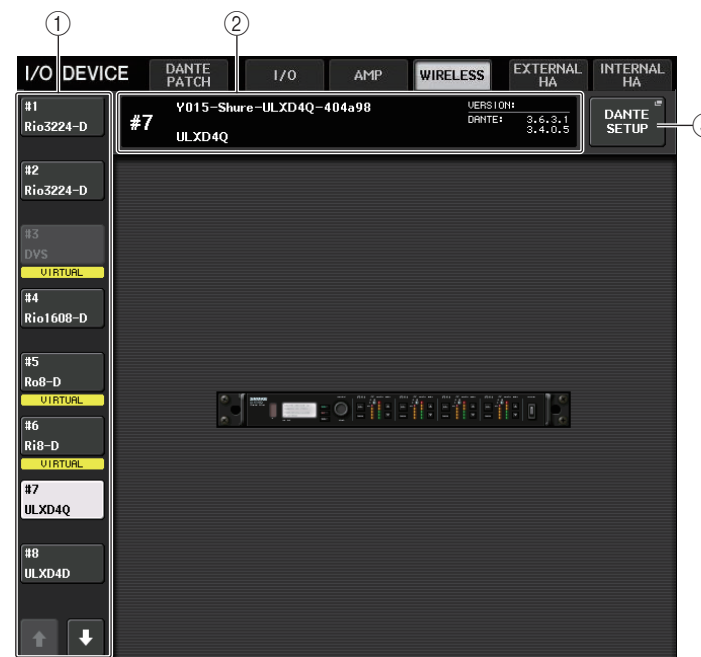 1
2
I/O DEVICE
DANTE PATCH
I/O
AMP
WIRELESS
EXTERNAL HA
INTERNAL HA
#1
Rio3224-D
#7
Y015-Shure-ULXD4Q-404a98
ULXD4Q
VERSION:
DANTE: 3.6.3.1
3.4.0.5
DANTE SETUP
#2
Rio3224-D
#3
DVS
VIRTUAL
#4
Rio1608-D
#5
Ro8-D
VIRTUAL
#6
Ri8-D
VIRTUAL
#7
ULXD4Q
#8
ULXD4D